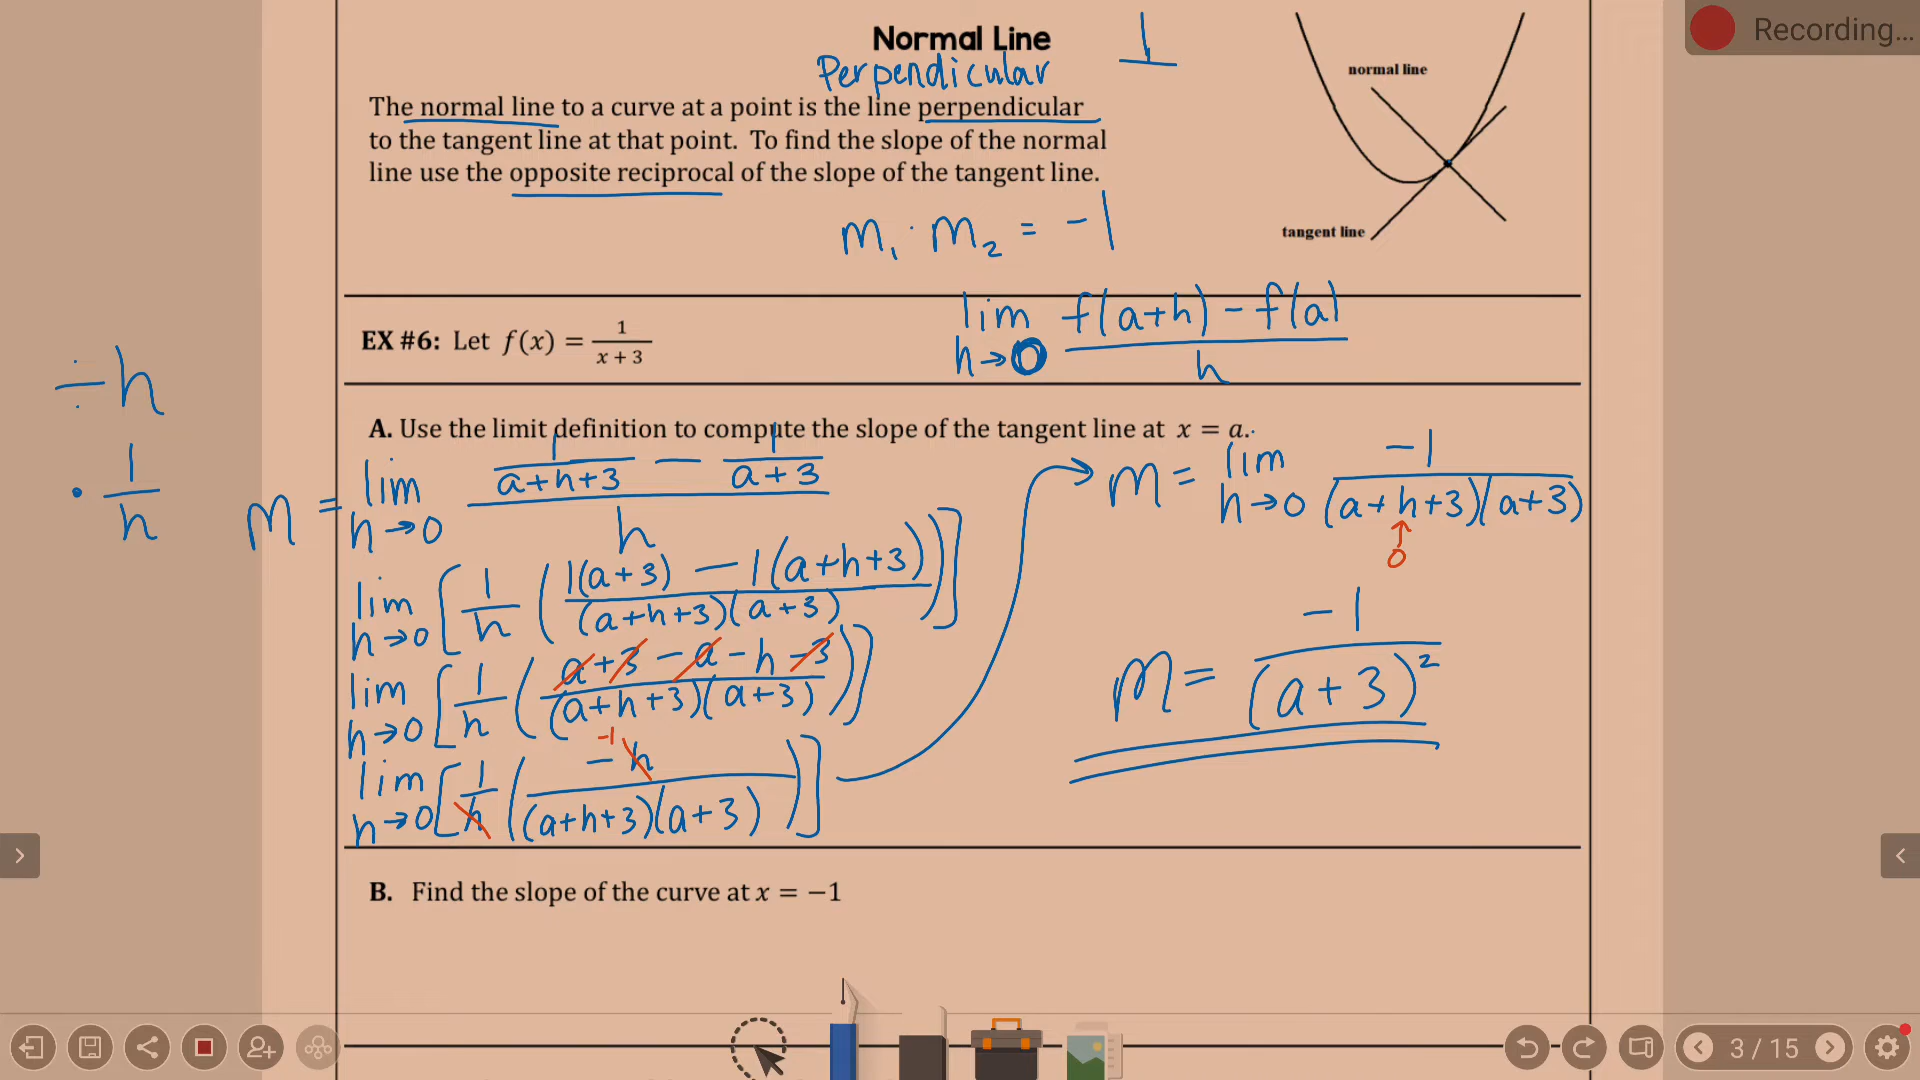 Recording...
Normal Line
Perpendicular
⊥
The normal line to a curve at a point is the line perpendicular
to the tangent line at that point. To find the slope of the normal
line use the opposite reciprocal of the slope of the tangent line.
m₁ · m₂ = -1
normal line
tangent line
EX #6: Let f(x) = 1/(x + 3)
lim h→0 (f(a+h) - f(a))/h
÷h
· 1/h
A. Use the limit definition to compute the slope of the tangent line at x = a.
m = lim h→0 (1/(a+h+3) - 1/(a+3))/h
lim h→0 [1/h ((1(a+3) - 1(a+h+3))/((a+h+3)(a+3)))]
lim h→0 [1/h ((a+3-a-h-3)/((a+h+3)(a+3)))]
-1
lim h→0 [1/h (-h/((a+h+3)(a+3)))]
m = lim h→0 -1/((a+h+3)(a+3))
↑
0
m = -1/(a+3)²
B. Find the slope of the curve at x = −1
3 / 15